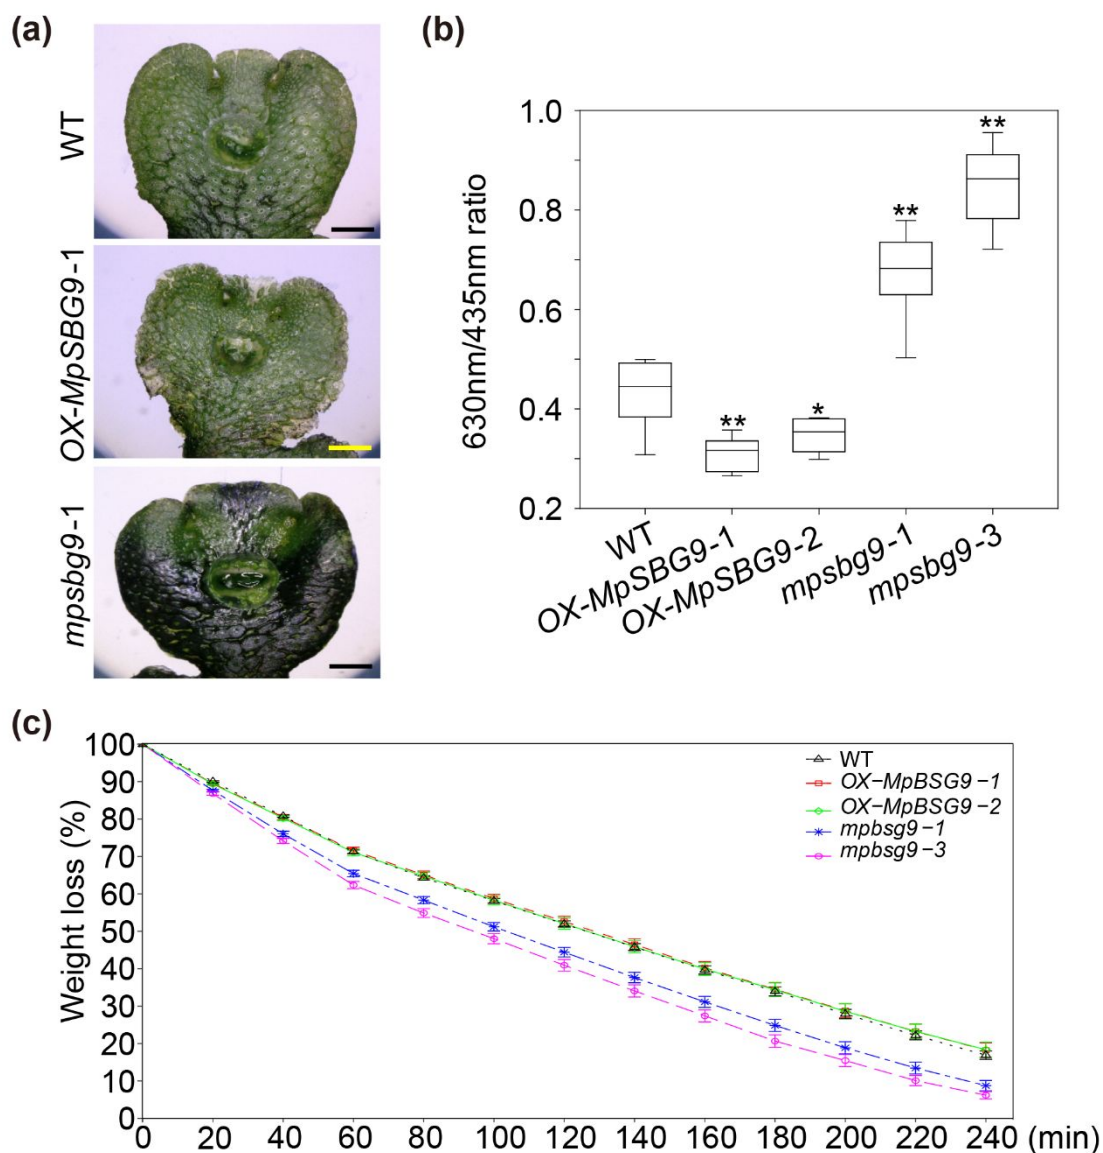 (a)
WT
OX-MpSBG9-1
mpsbg9-1
(b)
630nm/435nm ratio
1.0
0.8
0.6
0.4
0.2
**
*
**
**
WT
OX-MpSBG9-1
OX-MpSBG9-2
mpsbg9-1
mpsbg9-3
(c)
Weight loss (%)
100
90
80
70
60
50
40
30
20
10
0
WT
OX-MpBSG9-1
OX-MpBSG9-2
mpbsg9-1
mpbsg9-3
0 20 40 60 80 100 120 140 160 180 200 220 240 (min)